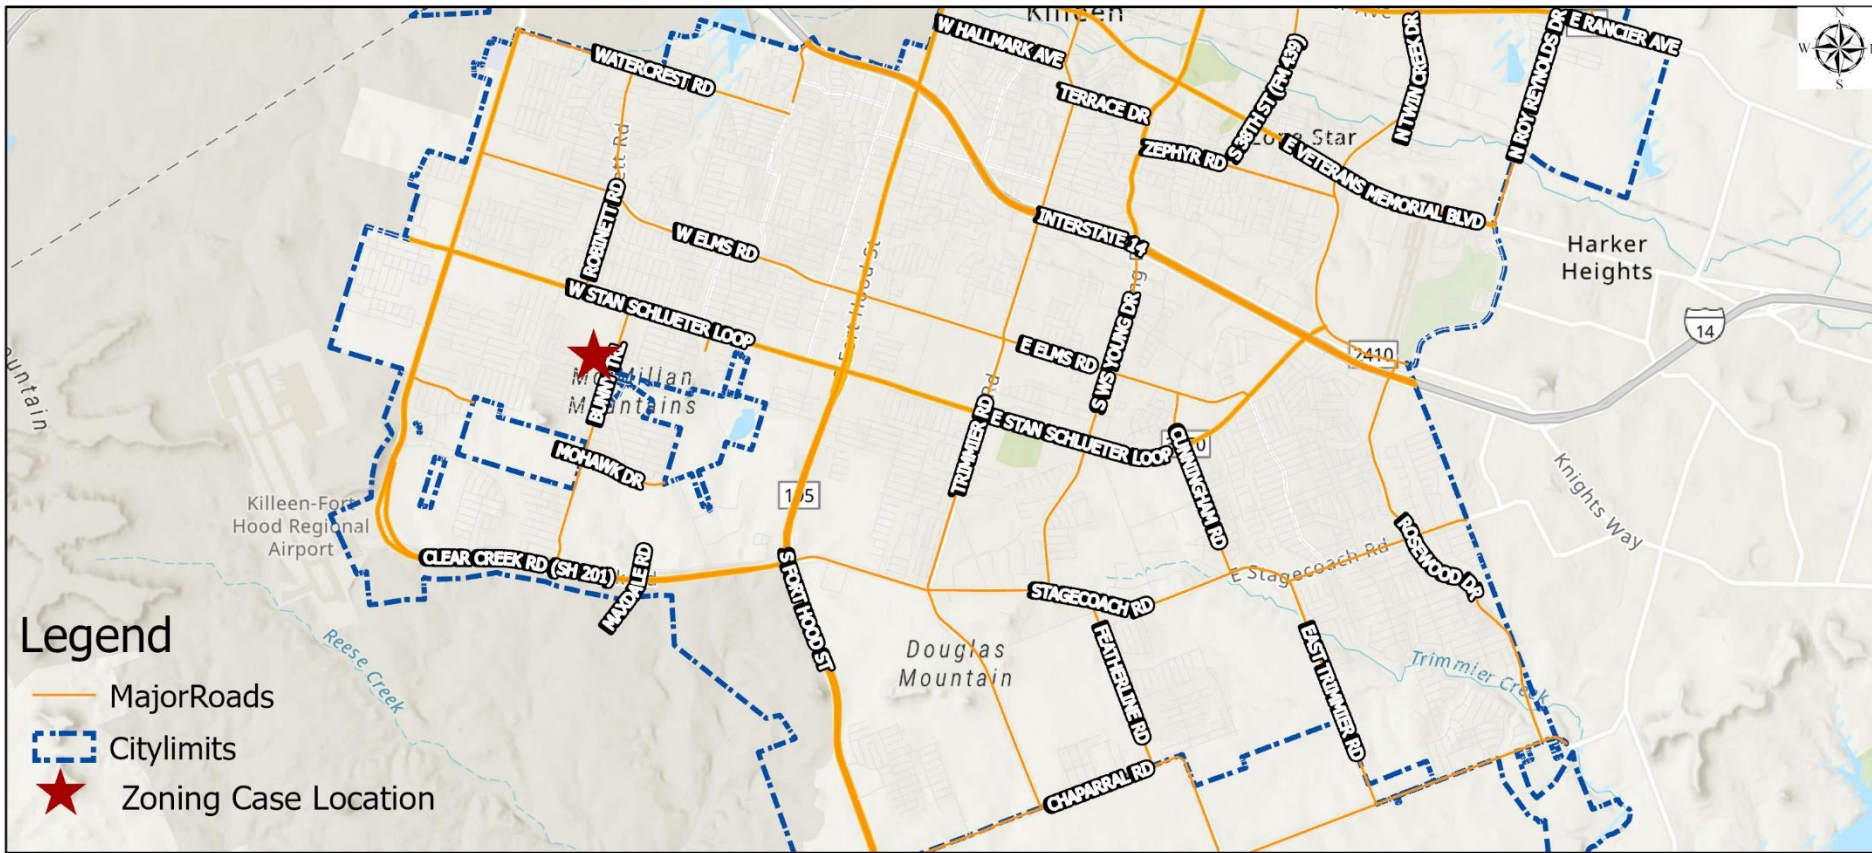 Killeen
N
W
S
W HALLMARK AVE
WATERCREST RD
TERRACE DR
ZEPHYR RD
S 38TH ST (FM 439)
N TWIN CREEK DR
N ROY REYNOLDS DR
E RANCIER AVE
Ave
Lone Star
E VETERANS MEMORIAL BLVD
INTERSTATE 14
Harker
Heights
14
2410
ROBINETT RD
W ELMS RD
W STAN SCHLUETER LOOP
Fort Hood St
E ELMS RD
S WS YOUNG DR
BUNNY TRL
McMillan
Mountains
MOHAWK DR
TRIMMIER RD
Rd
E STAN SCHLUETER LOOP
CUNNINGHAM RD
Knights Way
195
Killeen-Fort
Hood Regional
Airport
CLEAR CREEK RD (SH 201)
MAXDALE RD
S FORT HOOD ST
STAGECOACH RD
E Stagecoach Rd
ROSEWOOD DR
FEATHERLINE RD
EAST TRIMMIER RD
Trimmier Creek
Douglas
Mountain
CHAPARRAL RD
Reese Creek
Legend
MajorRoads
Citylimits
Zoning Case Location